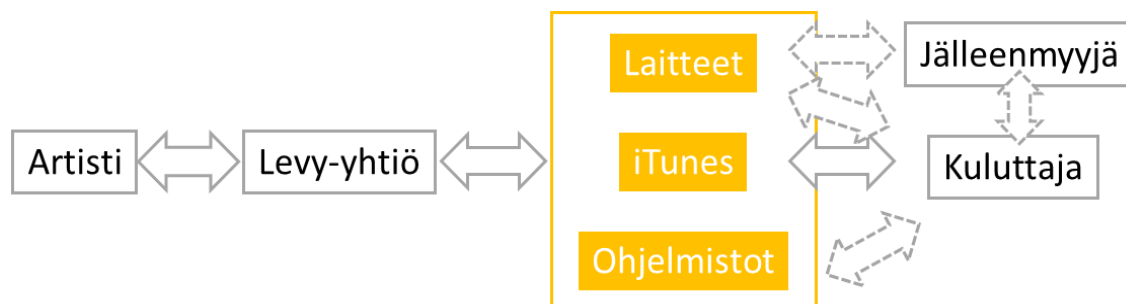 Artisti
Levy-yhtiö
Laitteet
iTunes
Ohjelmistot
Jälleenmyyjä
Kuluttaja